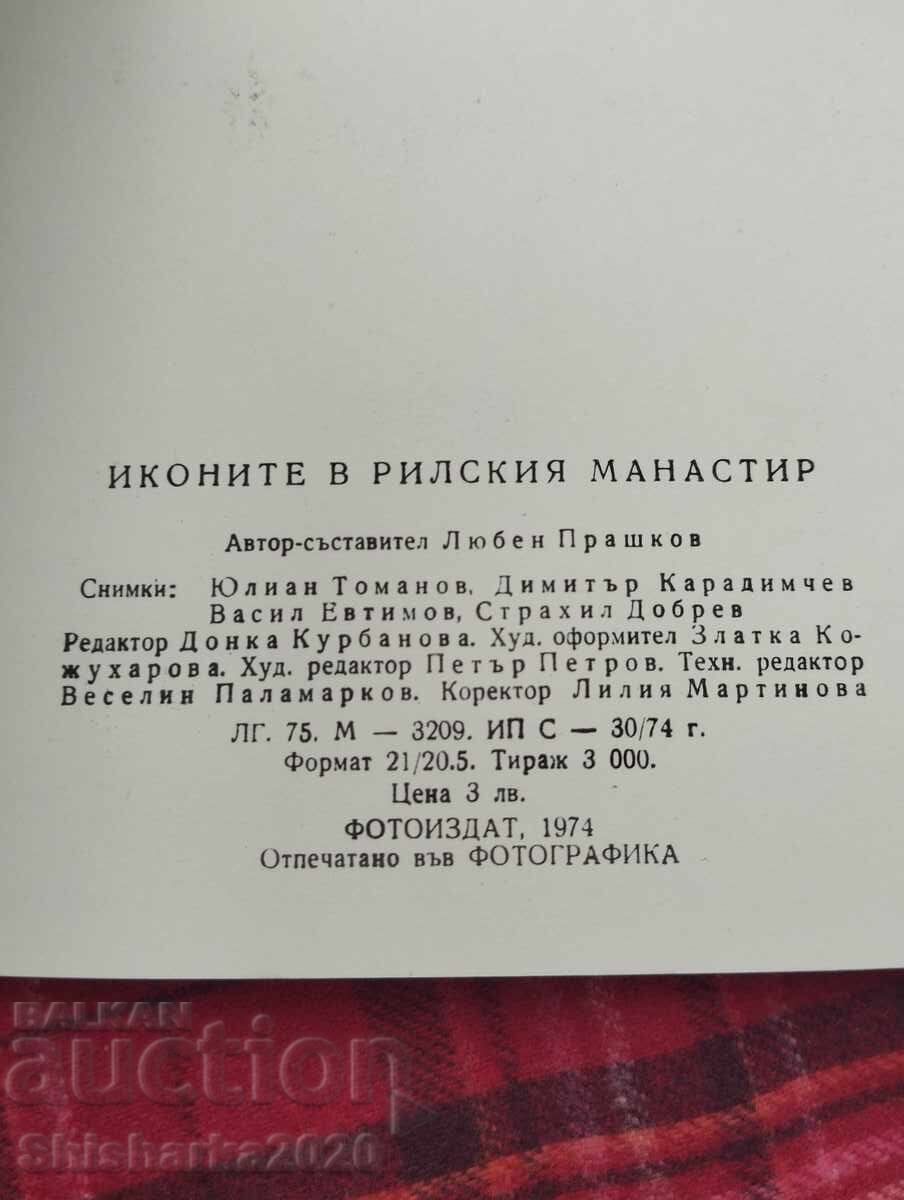 ИКОНИТЕ В РИЛСКИЯ МАНАСТИР
Автор-съставител Любен Прашков
Снимки: Юлиан Томанов, Димитър Карадимчев
Васил Евтимов, Страхил Добрев
Редактор Донка Курбанова. Худ. оформител Златка Ко-
жухарова. Худ. редактор Петър Петров. Техн. редактор
Веселин Паламарков. Коректор Лилия Мартинова
ЛГ. 75. М — 3209. ИП С — 30/74 г.
Формат 21/20.5. Тираж 3 000.
Цена 3 лв.
ФОТОИЗДАТ, 1974
Отпечатано във ФОТОГРАФИКА
BALKAN
auction
Shisharka2020